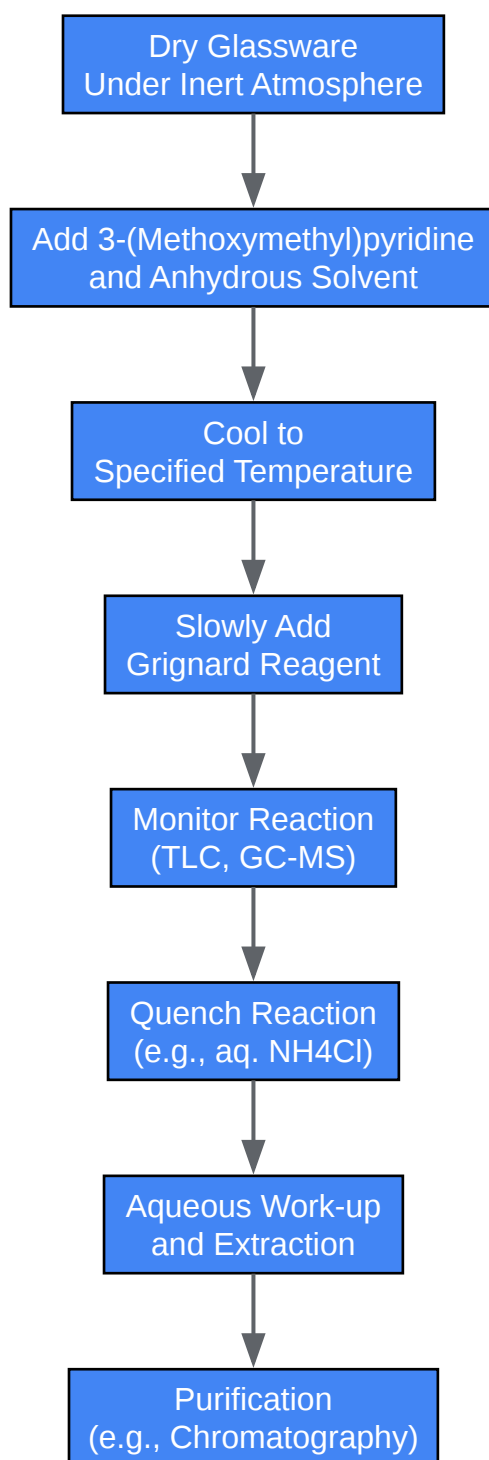 Dry Glassware
Under Inert Atmosphere
Add 3-(Methoxymethyl)pyridine
and Anhydrous Solvent
Cool to
Specified Temperature
Slowly Add
Grignard Reagent
Monitor Reaction
(TLC, GC-MS)
Quench Reaction
(e.g., aq. NH4Cl)
Aqueous Work-up
and Extraction
Purification
(e.g., Chromatography)